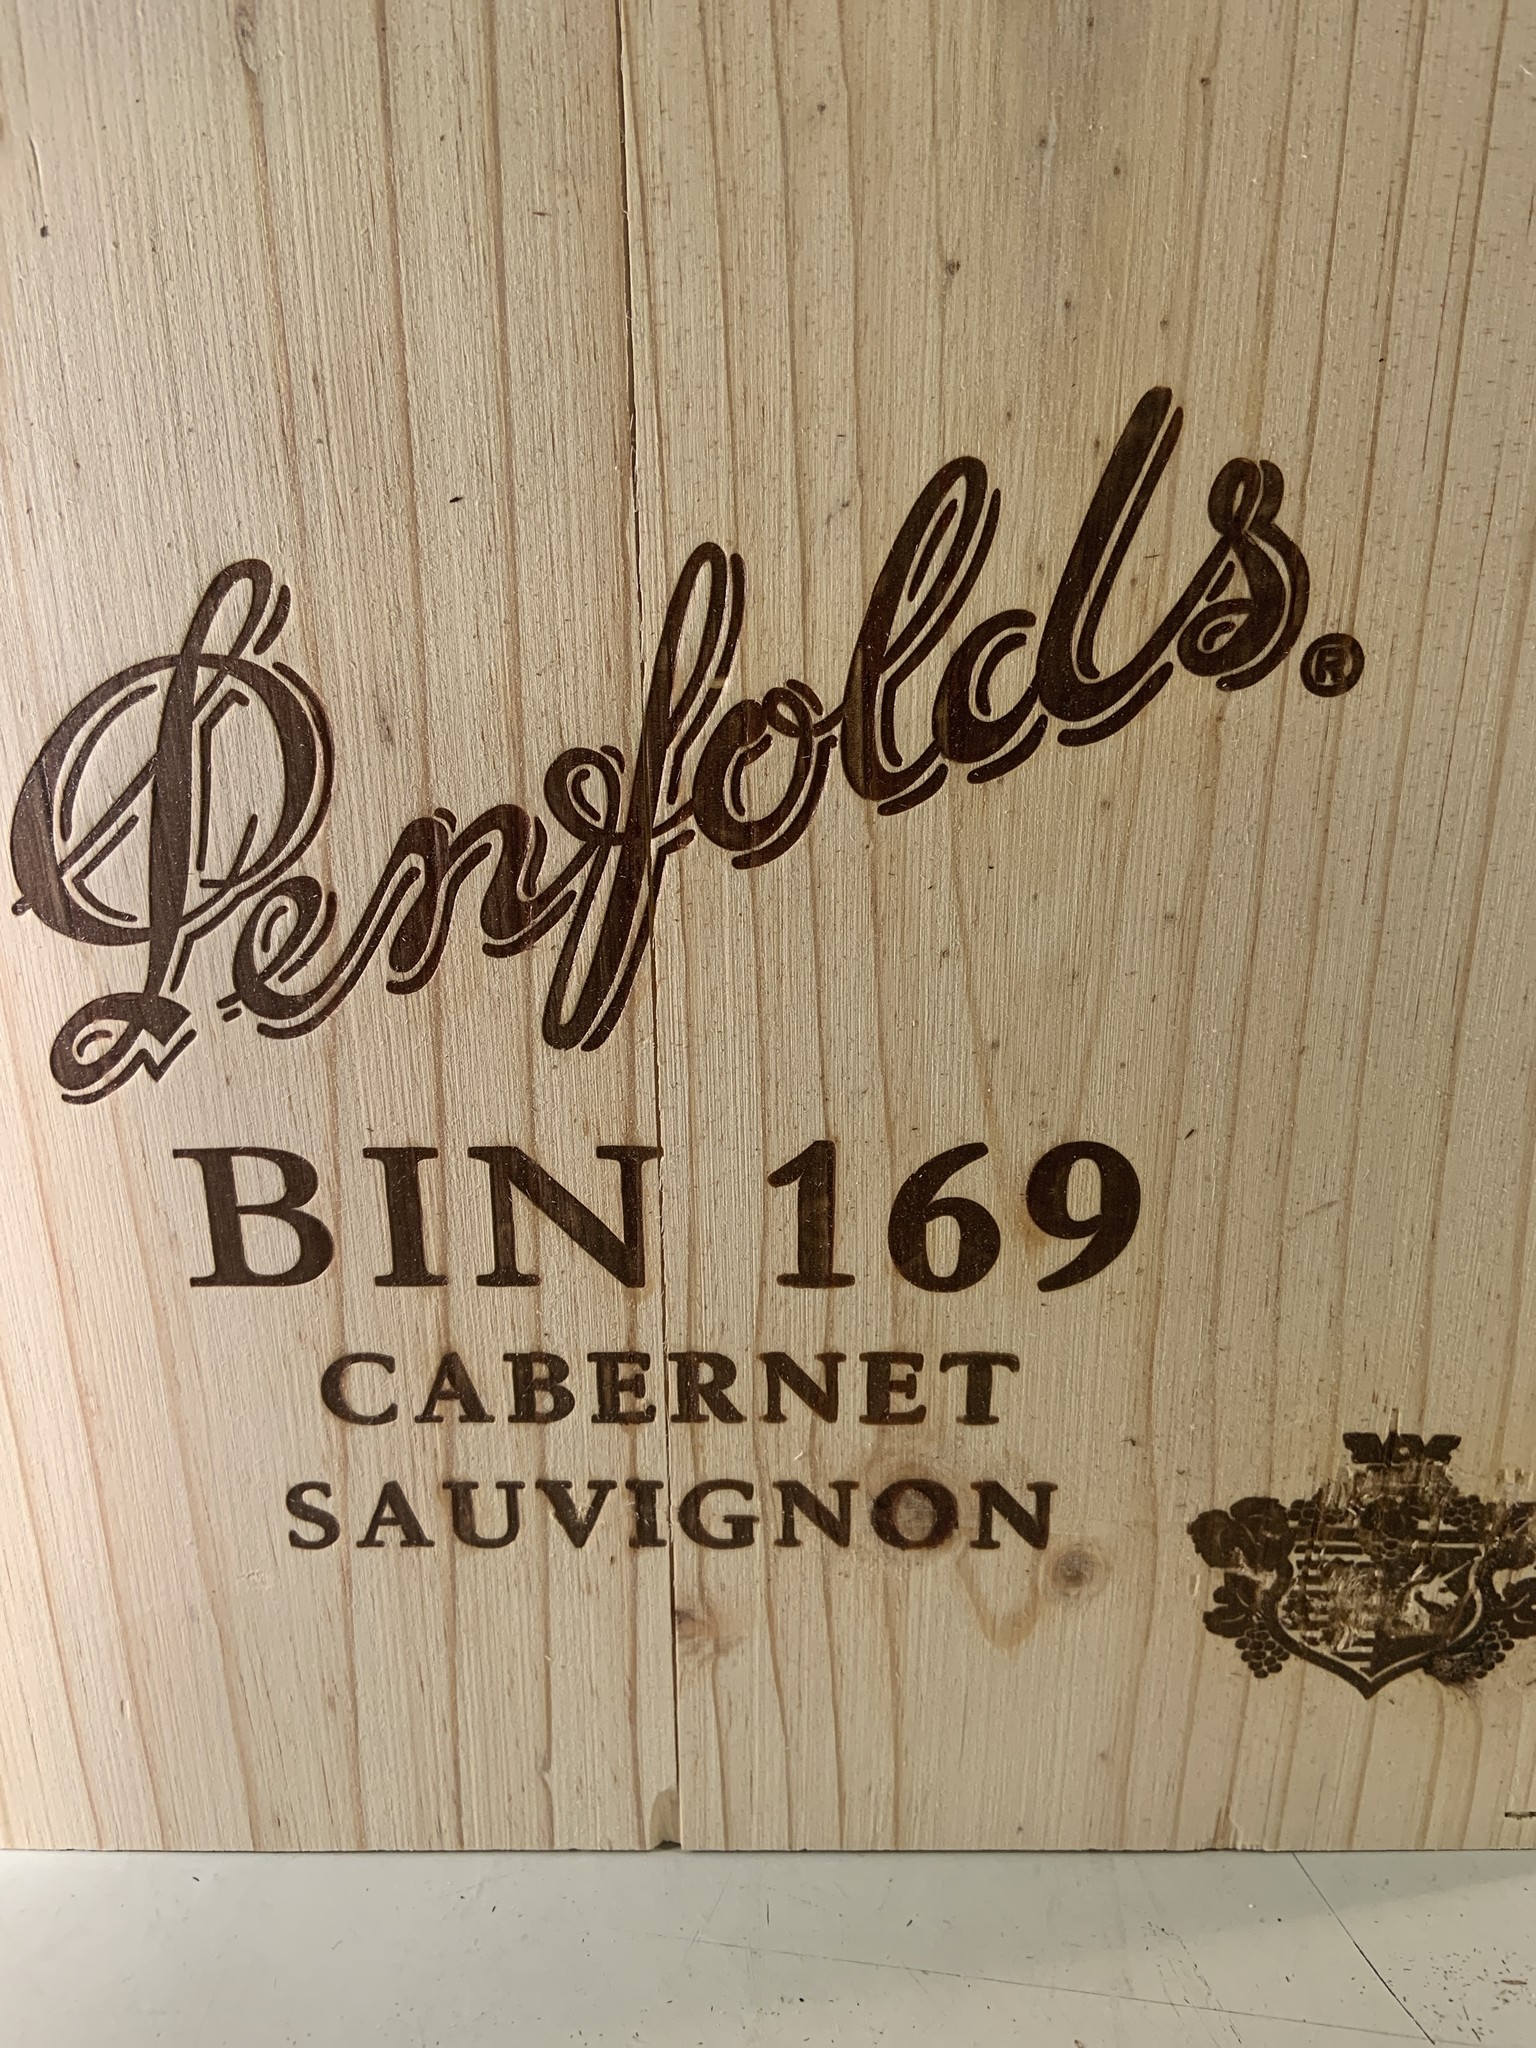 Penfolds.®
BIN 169
CABERNET
SAUVIGNON